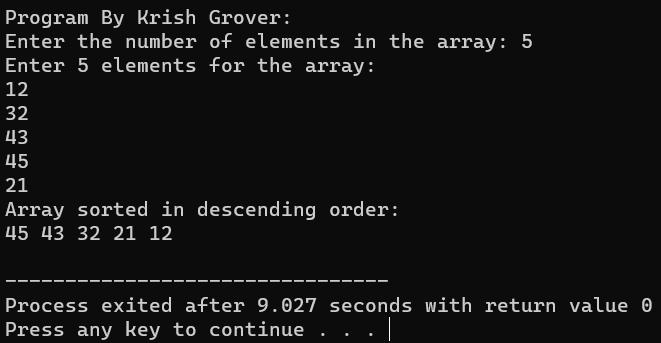 Program By Krish Grover:
Enter the number of elements in the array: 5
Enter 5 elements for the array:
12
32
43
45
21
Array sorted in descending order:
45 43 32 21 12
--------------------------------
Process exited after 9.027 seconds with return value 0
Press any key to continue . . .